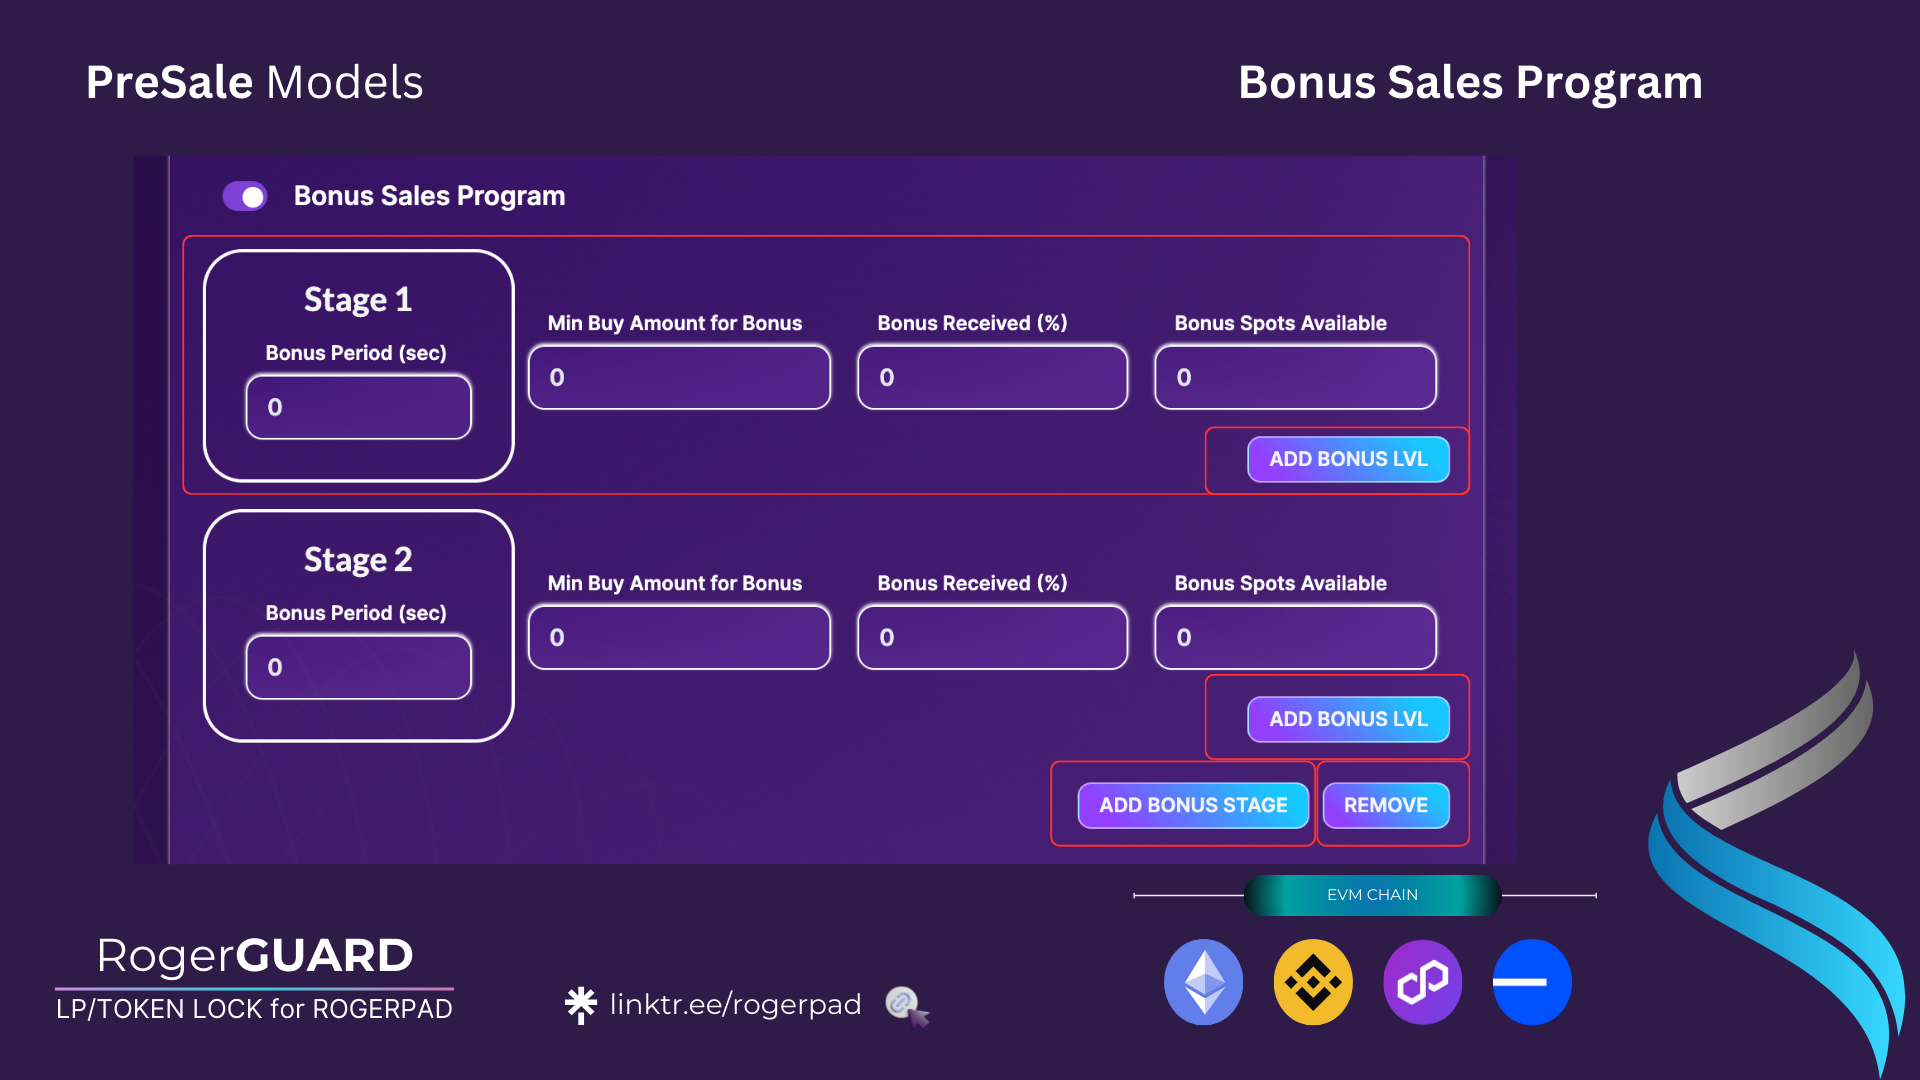 PreSale Models
Bonus Sales Program
Bonus Sales Program
Stage 1
Bonus Period (sec)
0
Min Buy Amount for Bonus
0
Bonus Received (%)
0
Bonus Spots Available
0
ADD BONUS LVL
Stage 2
Bonus Period (sec)
0
Min Buy Amount for Bonus
0
Bonus Received (%)
0
Bonus Spots Available
0
ADD BONUS LVL
ADD BONUS STAGE
REMOVE
EVM CHAIN
RogerGUARD
LP/TOKEN LOCK for ROGERPAD
linktr.ee/rogerpad